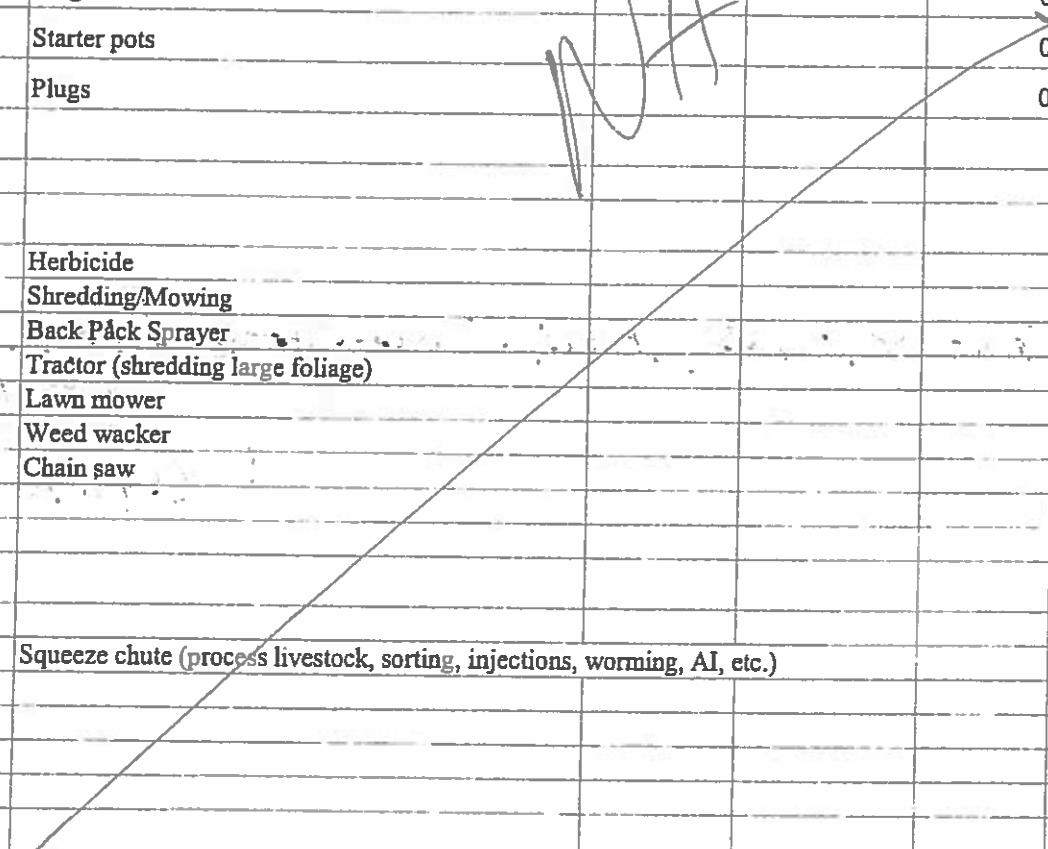 Starter pots 0
Plugs 0
Herbicide
Shredding/Mowing
Back Pack Sprayer
Tractor (shredding large foliage)
Lawn mower
Weed wacker
Chain saw
Squeeze chute (process livestock, sorting, injections, worming, AI, etc.)